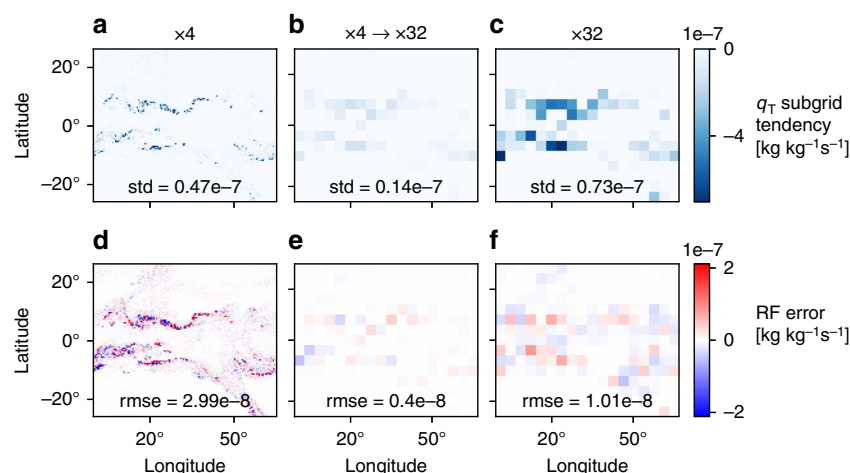 a ×4
b ×4 → ×32
c ×32
1e–7
20°
0°
–20°
Latitude
std = 0.47e–7
std = 0.14e–7
std = 0.73e–7
0
–4
qT subgrid
tendency
[kg kg–1s–1]
d
e
f
1e–7
20°
0°
–20°
Latitude
rmse = 2.99e–8
rmse = 0.4e–8
rmse = 1.01e–8
2
0
–2
RF error
[kg kg–1s–1]
20° 50°
20° 50°
20° 50°
Longitude
Longitude
Longitude